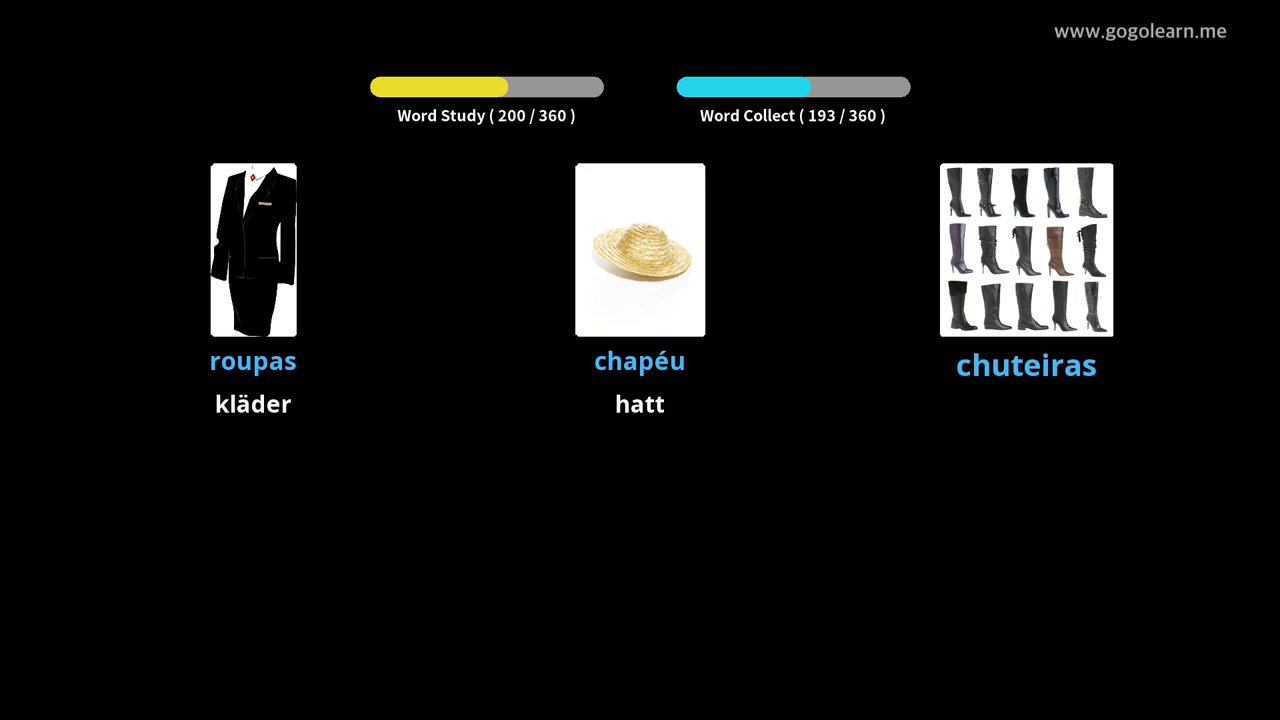 www.gogolearn.me
Word Study ( 200 / 360 )
Word Collect ( 193 / 360 )
roupas
chapéu
chuteiras
kläder
hatt